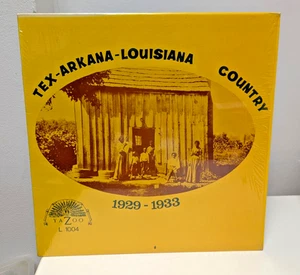 TEX-ARKANA-LOUISIANA
COUNTRY
1929-1933
YAZOO
L 1004